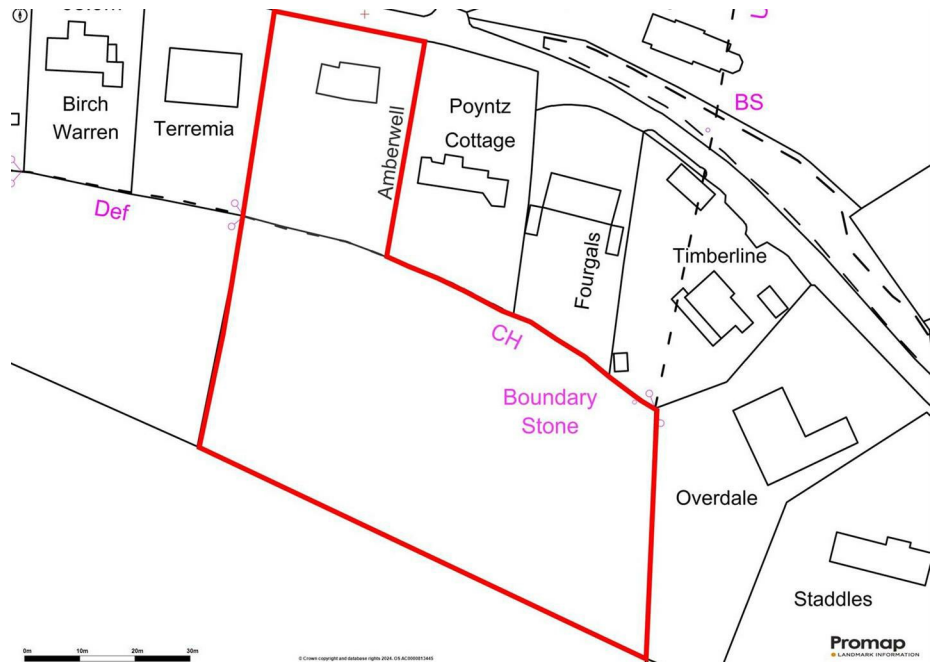 Birch
Warren
Terremia
Amberwell
Poyntz
Cottage
BS
Def
Fourgals
Timberline
CH
Boundary
Stone
Overdale
Staddles
0m 10m 20m 30m
© Crown copyright and database rights 2024. OS AC0000813445
Promap
LANDMARK INFORMATION